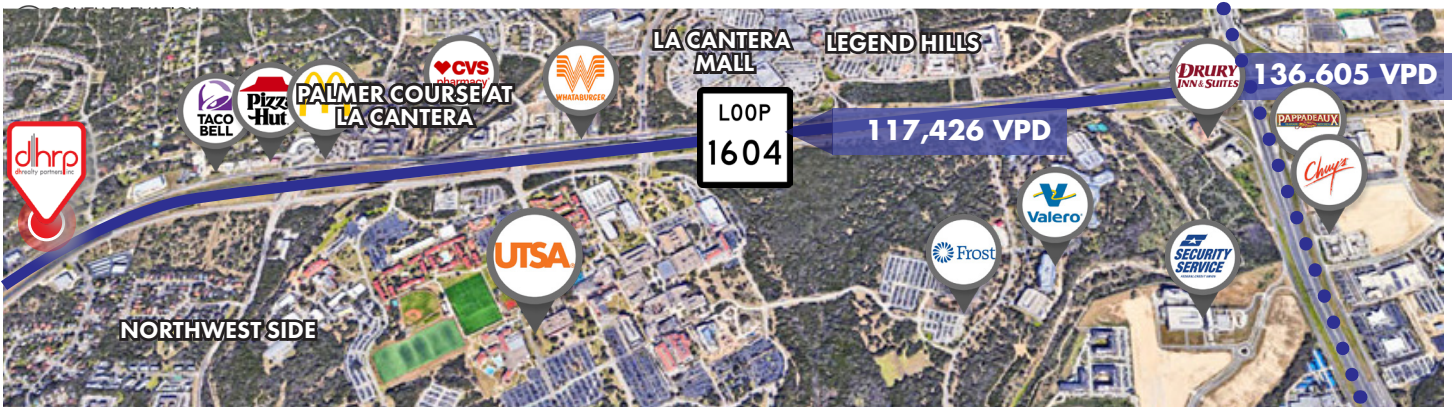 LA CANTERA
MALL
LEGEND HILLS
DRURY
INN & SUITES
136.605 VPD
CVS
pharmacy
WHATABURGER
TACO
BELL
Pizza
Hut
PALMER COURSE AT
LA CANTERA
LOOP
1604
117,426 VPD
PAPPADEAUX
Chuy's
dhrp
dhrealty partners inc
Valero
UTSA
Frost
SECURITY
SERVICE
NORTHWEST SIDE